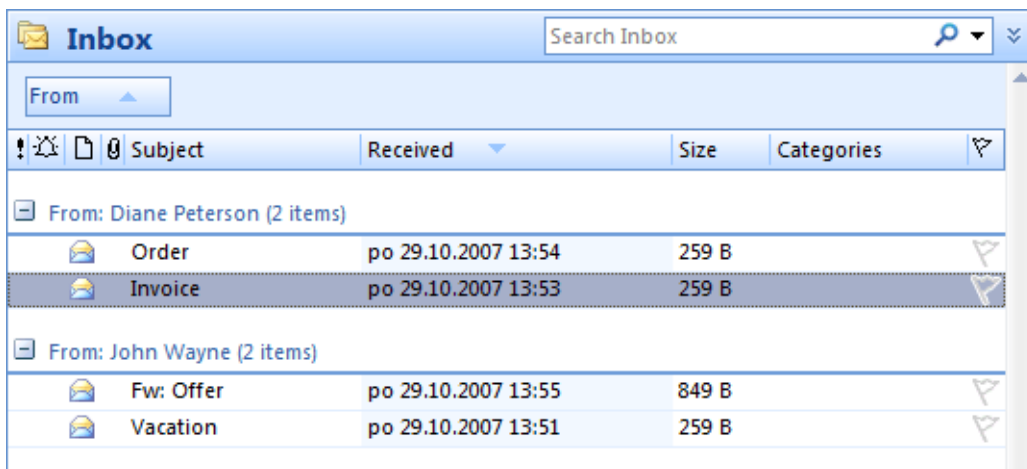 Inbox Search Inbox
From
! Subject Received Size Categories
From: Diane Peterson (2 items)
Order po 29.10.2007 13:54 259 B
Invoice po 29.10.2007 13:53 259 B
From: John Wayne (2 items)
Fw: Offer po 29.10.2007 13:55 849 B
Vacation po 29.10.2007 13:51 259 B